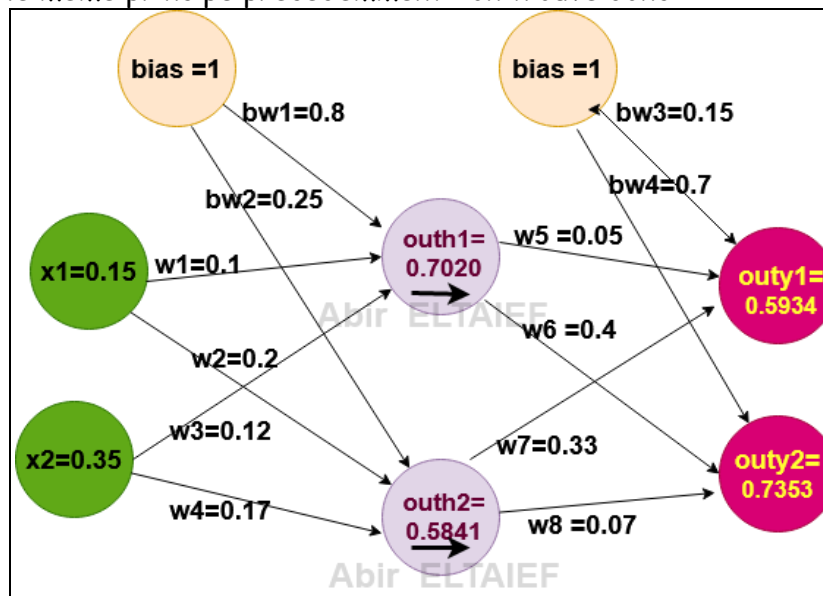 bias =1
bias =1
bw1=0.8
bw3=0.15
bw2=0.25
bw4=0.7
x1=0.15
w1=0.1
outh1=
0.7020
w5 =0.05
outy1=
0.5934
Abir ELTAIEF
w2=0.2
w6 =0.4
w3=0.12
x2=0.35
w7=0.33
outy2=
0.7353
w4=0.17
outh2=
0.5841
w8 =0.07
Abir ELTAIEF